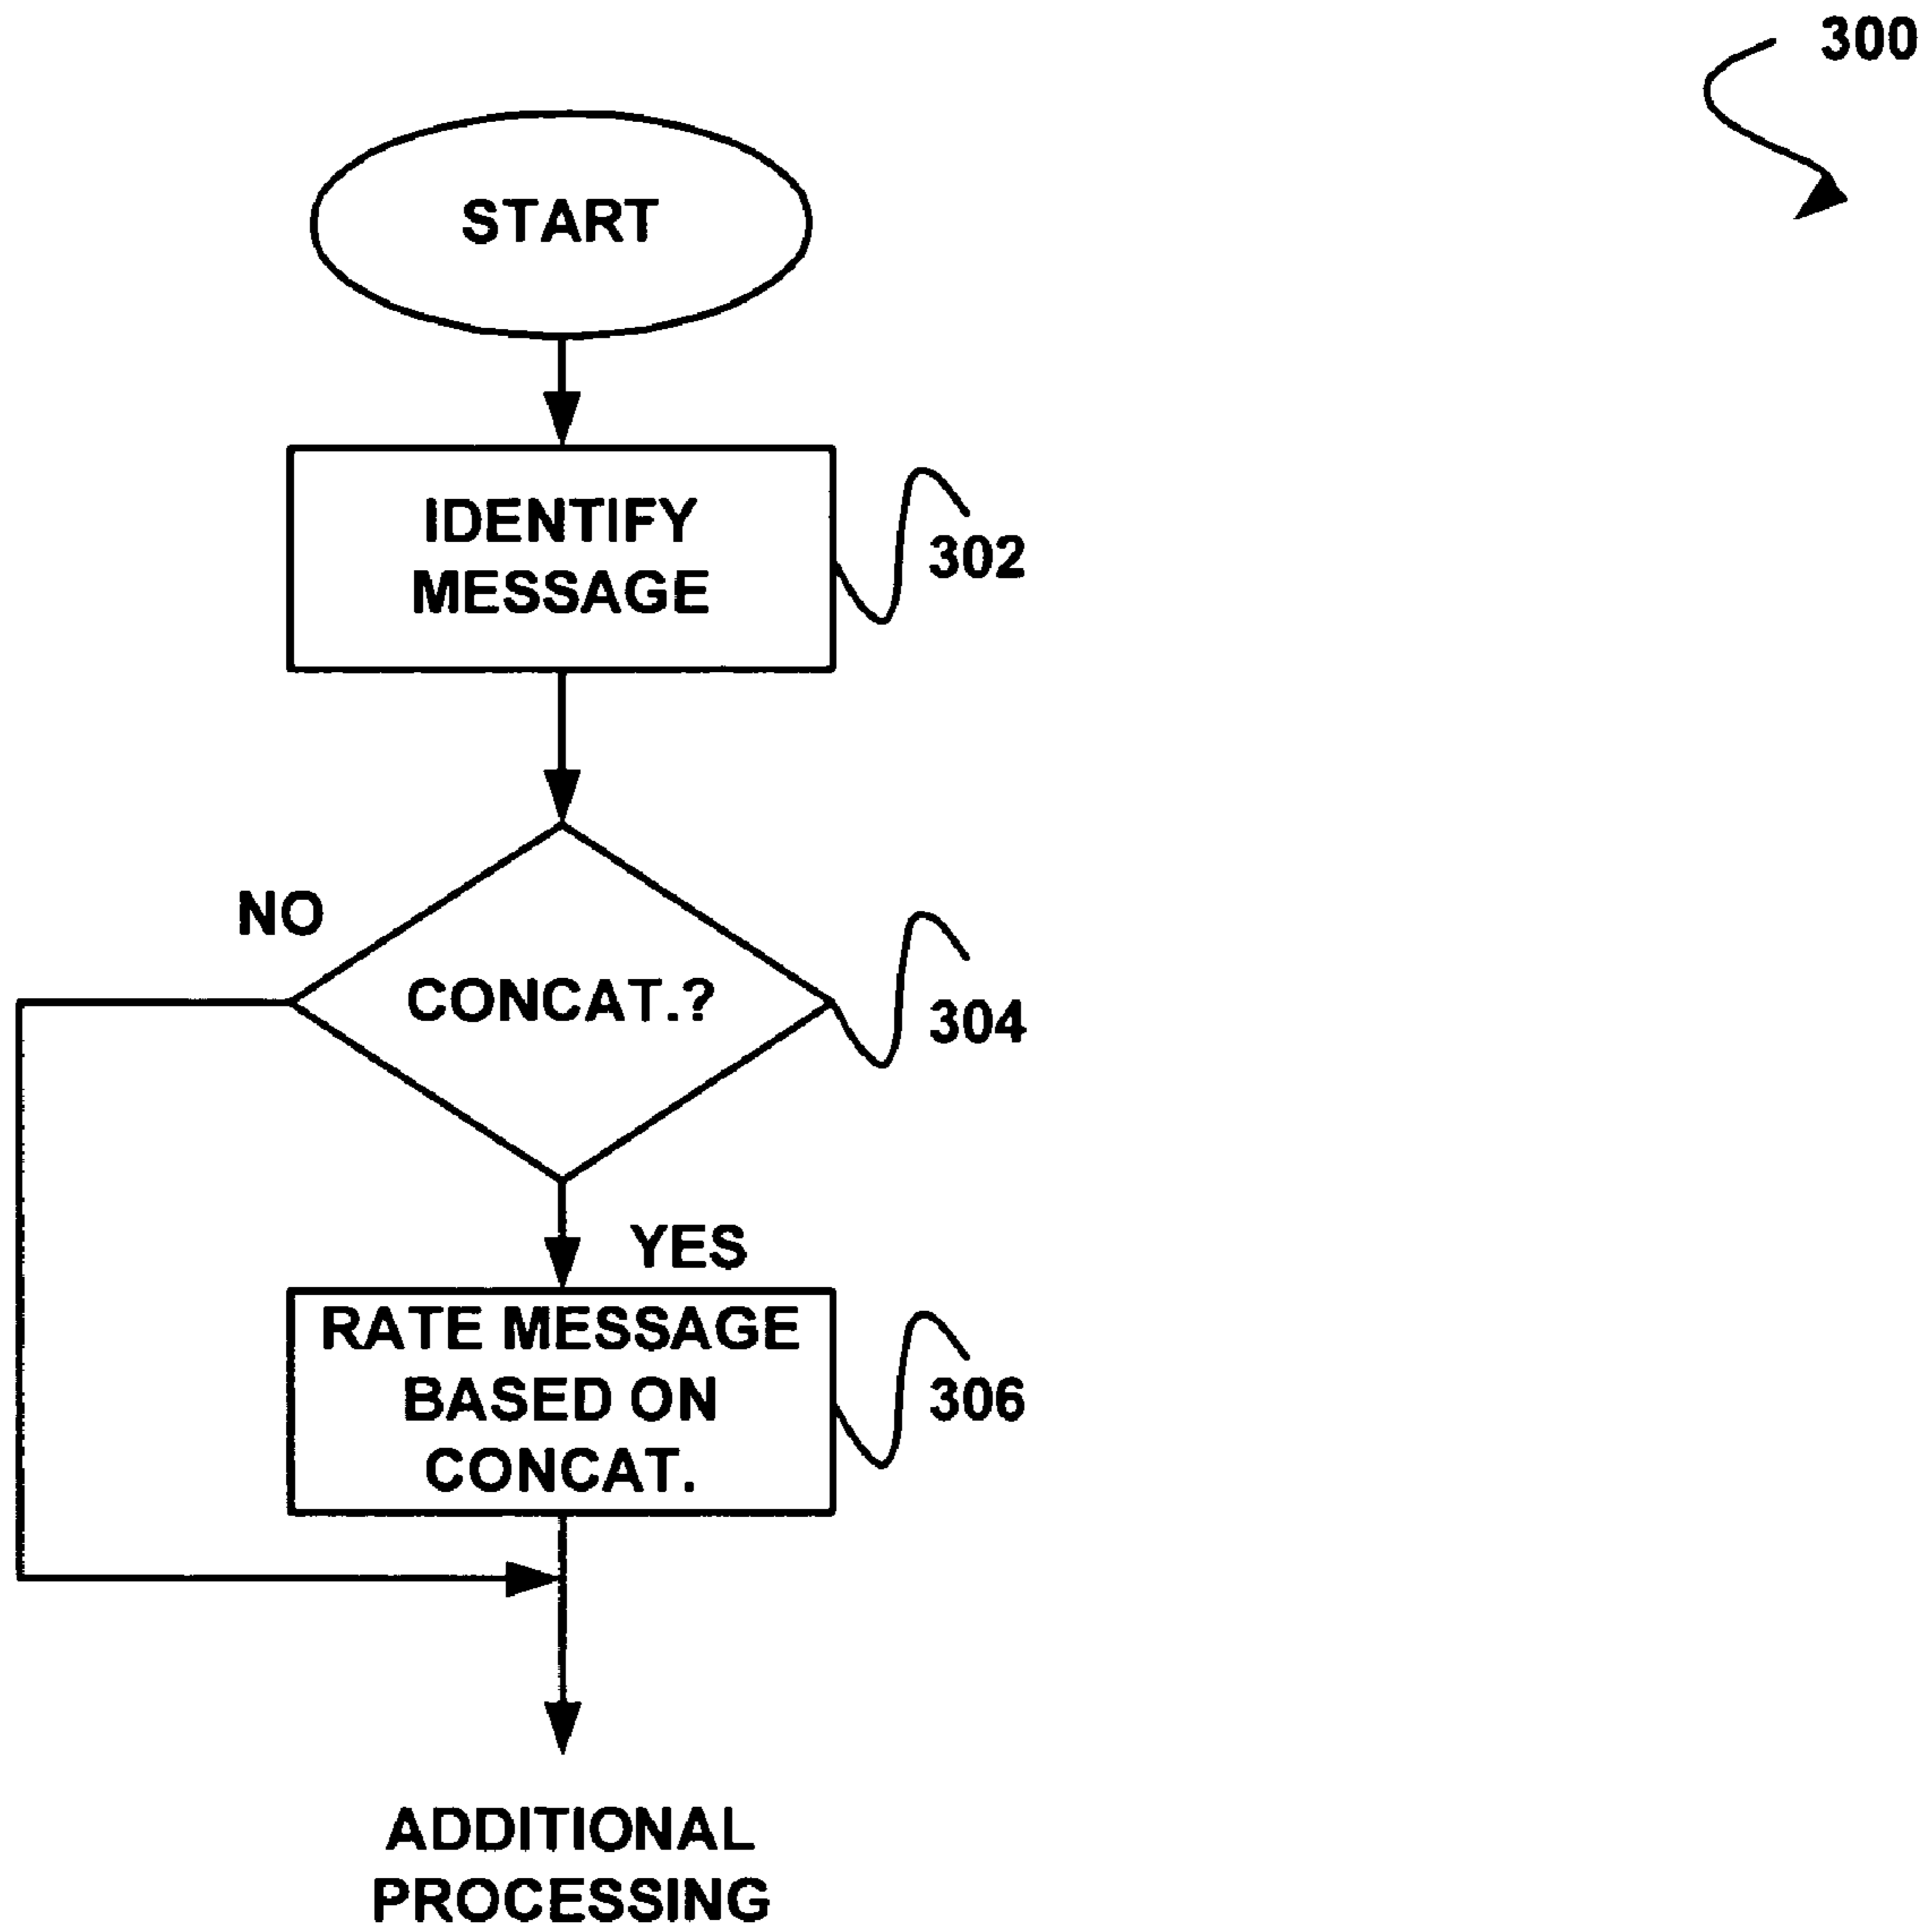 300
START
IDENTIFY
MESSAGE
302
NO
CONCAT.?
304
YES
RATE MESSAGE
BASED ON
CONCAT.
306
ADDITIONAL
PROCESSING